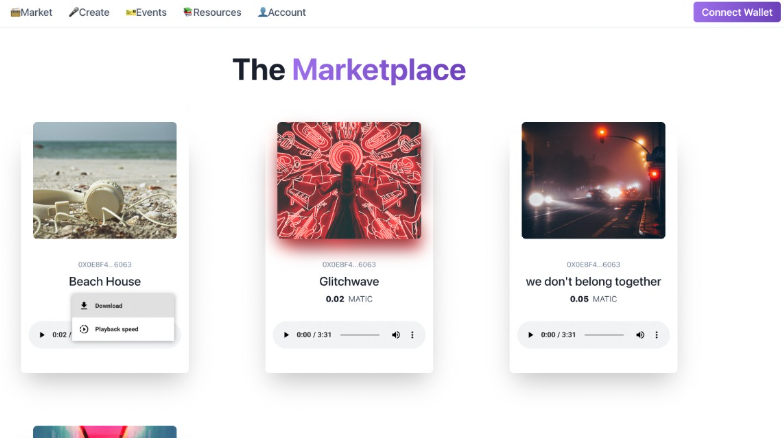 Market Create Events Resources Account Connect Wallet
The Marketplace
0X0E8F4...6063
Beach House
Download
Playback speed
0:02 /
0X0E8F4...6063
Glitchwave
0.02 MATIC
0:00 / 3:31
0X0E8F4...6063
we don't belong together
0.05 MATIC
0:00 / 3:31